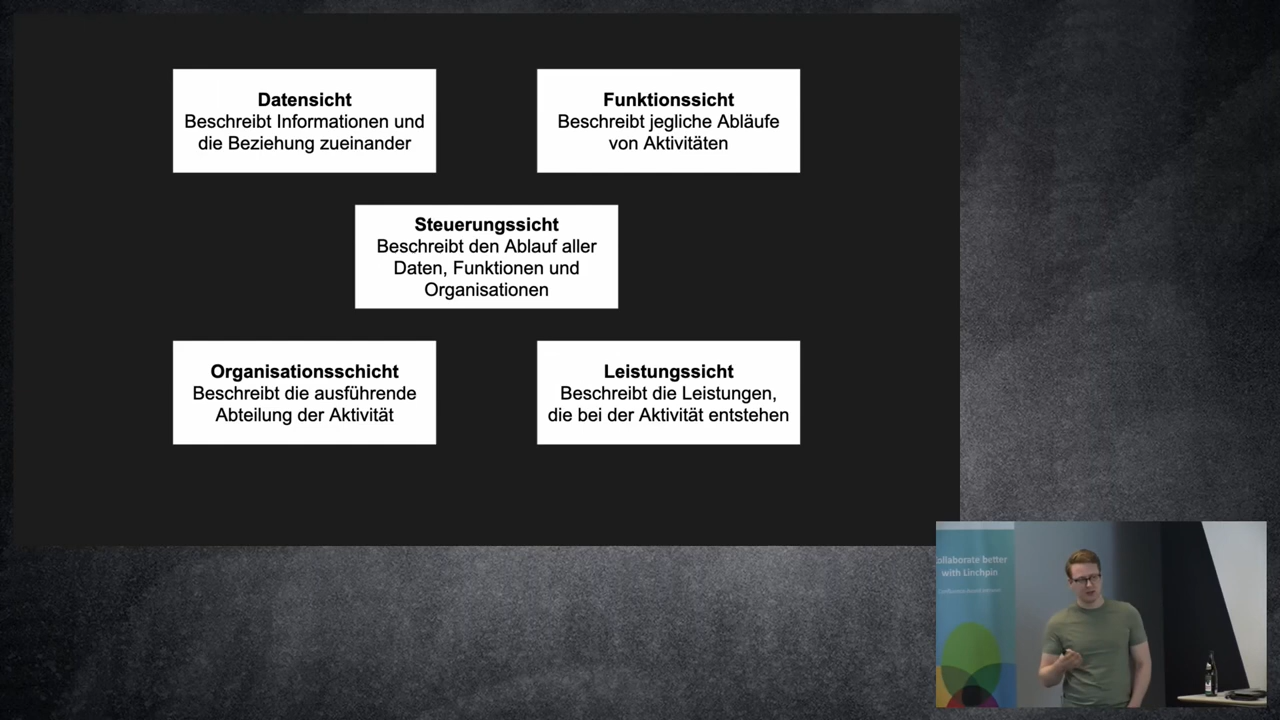 Datensicht
Beschreibt Informationen und
die Beziehung zueinander
Funktionssicht
Beschreibt jegliche Abläufe
von Aktivitäten
Steuerungssicht
Beschreibt den Ablauf aller
Daten, Funktionen und
Organisationen
Organisationsschicht
Beschreibt die ausführende
Abteilung der Aktivität
Leistungssicht
Beschreibt die Leistungen,
die bei der Aktivität entstehen
ollaborate better
with Linchpin